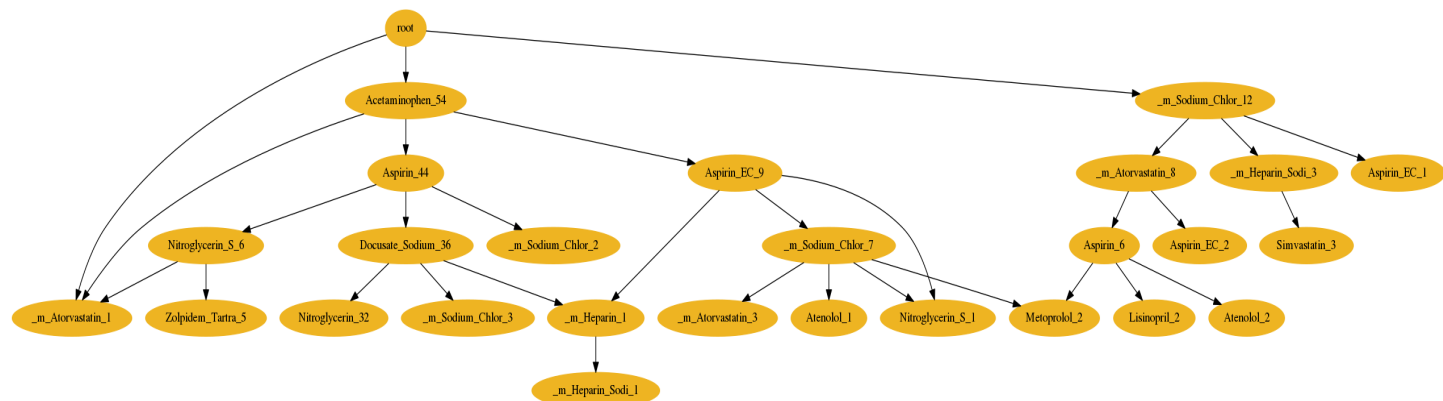 root
Acetaminophen_54
_m_Sodium_Chlor_12
Aspirin_44
Aspirin_EC_9
_m_Atorvastatin_8
_m_Heparin_Sodi_3
Aspirin_EC_1
Nitroglycerin_S_6
Docusate_Sodium_36
_m_Sodium_Chlor_2
_m_Sodium_Chlor_7
Aspirin_6
Aspirin_EC_2
Simvastatin_3
_m_Atorvastatin_1
Zolpidem_Tartra_5
Nitroglycerin_32
_m_Sodium_Chlor_3
_m_Heparin_1
_m_Atorvastatin_3
Atenolol_1
Nitroglycerin_S_1
Metoprolol_2
Lisinopril_2
Atenolol_2
_m_Heparin_Sodi_1